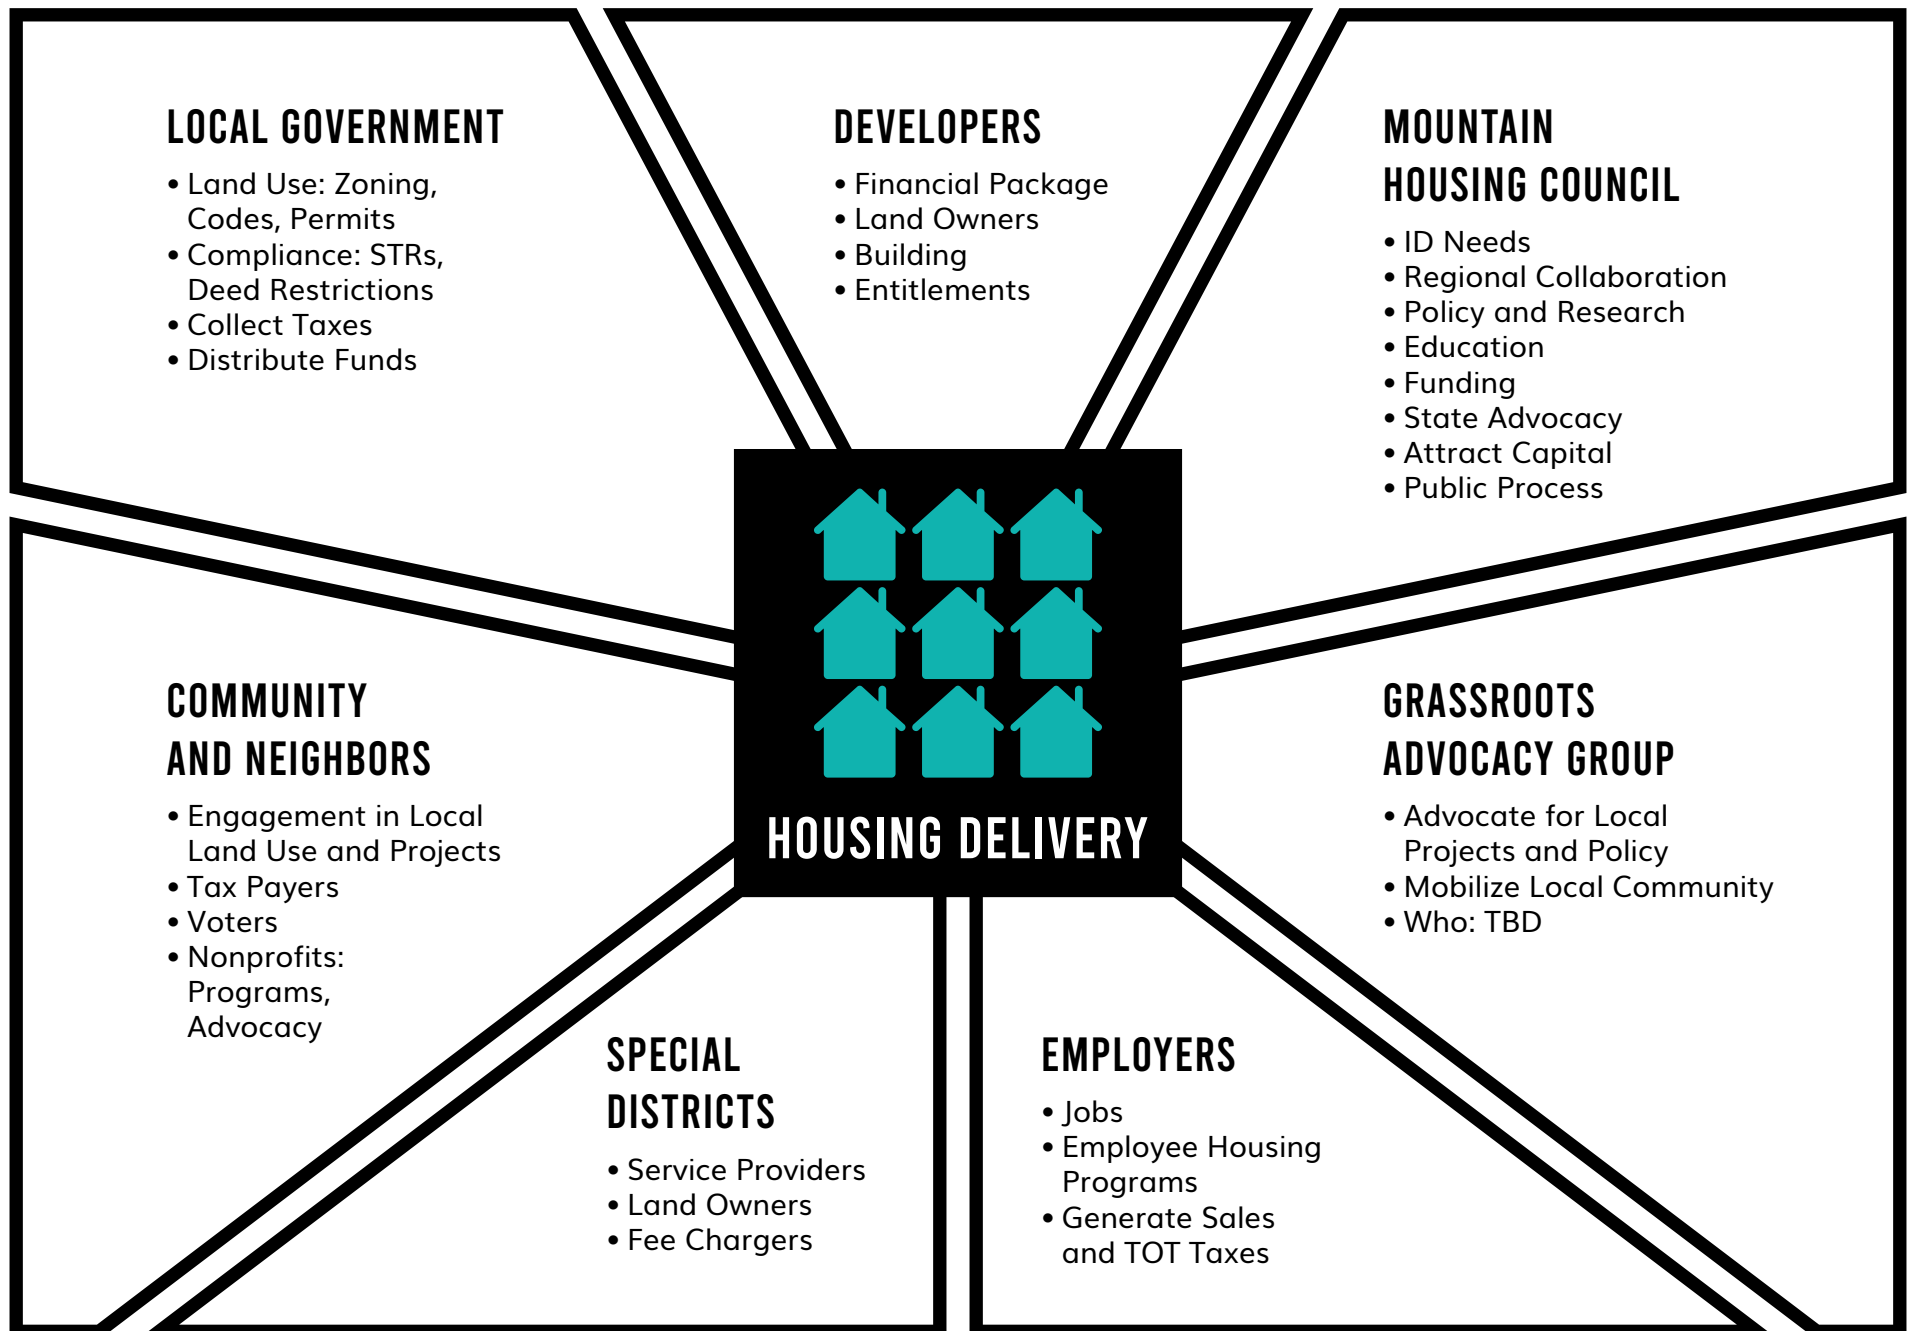 LOCAL GOVERNMENT
• Land Use: Zoning,
Codes, Permits
• Compliance: STRs,
Deed Restrictions
• Collect Taxes
• Distribute Funds
DEVELOPERS
• Financial Package
• Land Owners
• Building
• Entitlements
MOUNTAIN
HOUSING COUNCIL
• ID Needs
• Regional Collaboration
• Policy and Research
• Education
• Funding
• State Advocacy
• Attract Capital
• Public Process
HOUSING DELIVERY
COMMUNITY
AND NEIGHBORS
• Engagement in Local
Land Use and Projects
• Tax Payers
• Voters
• Nonprofits:
Programs,
Advocacy
GRASSROOTS
ADVOCACY GROUP
• Advocate for Local
Projects and Policy
• Mobilize Local Community
• Who: TBD
SPECIAL
DISTRICTS
• Service Providers
• Land Owners
• Fee Chargers
EMPLOYERS
• Jobs
• Employee Housing
Programs
• Generate Sales
and TOT Taxes